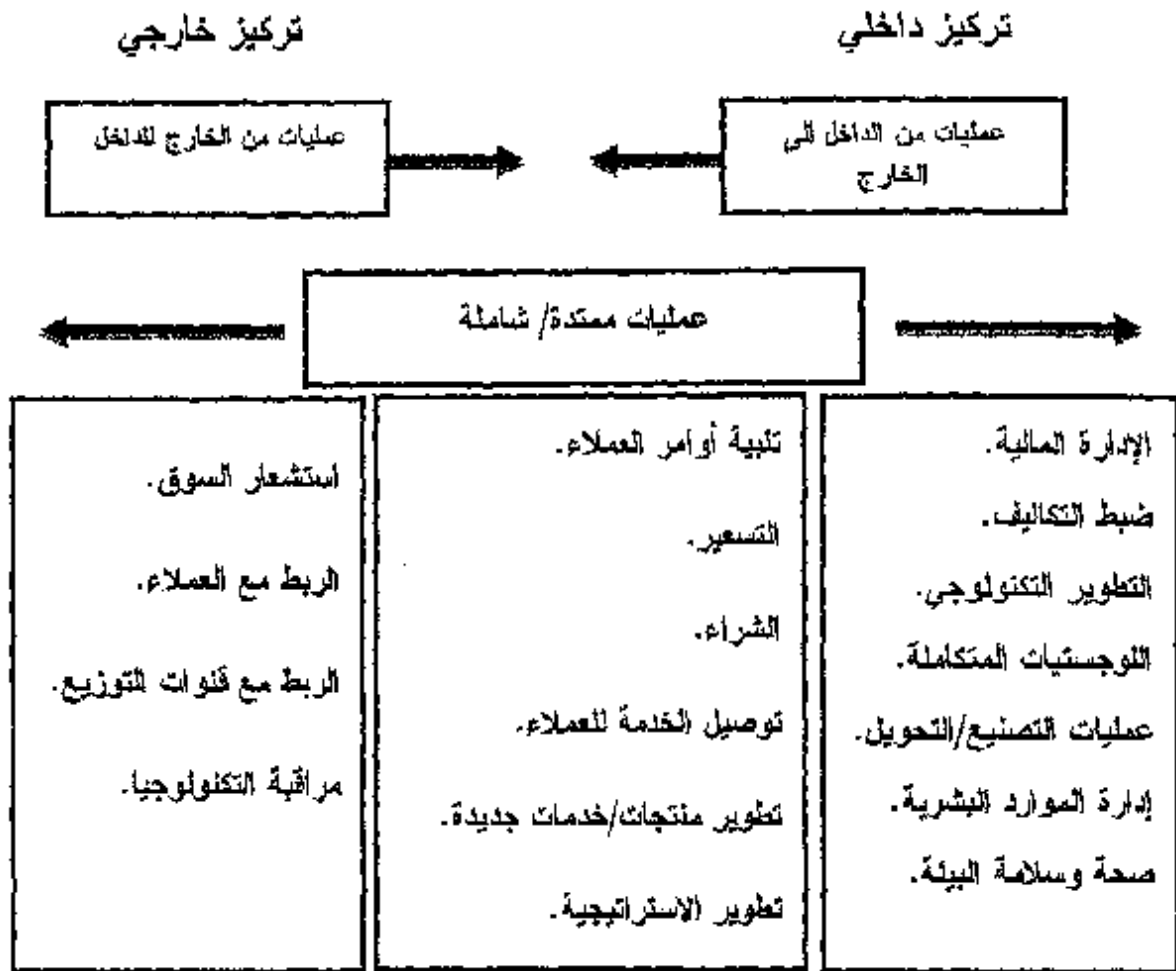 تركيز داخلي
تركيز خارجي
عمليات من الداخل إلى
الخارج
عمليات من الخارج للداخل
عمليات ممتدة/ شاملة
الإدارة المالية.
ضبط التكاليف.
التطوير التكنولوجي.
اللوجستيات المتكاملة.
عمليات التصنيع/التحويل.
إدارة الموارد البشرية.
صحة وسلامة البيئة.
تلبية أوامر العملاء.
التسعير.
الشراء.
توصيل الخدمة للعملاء.
تطوير منتجات/خدمات جديدة.
تطوير الاستراتيجية.
استشعار السوق.
الربط مع العملاء.
الربط مع قنوات التوزيع.
مراقبة التكنولوجيا.